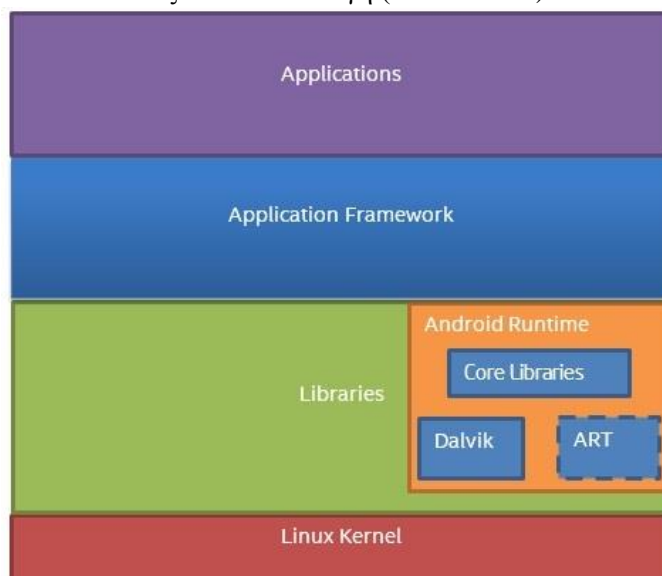 Applications
Application Framework
Android Runtime
Core Libraries
Libraries
Dalvik
ART
Linux Kernel